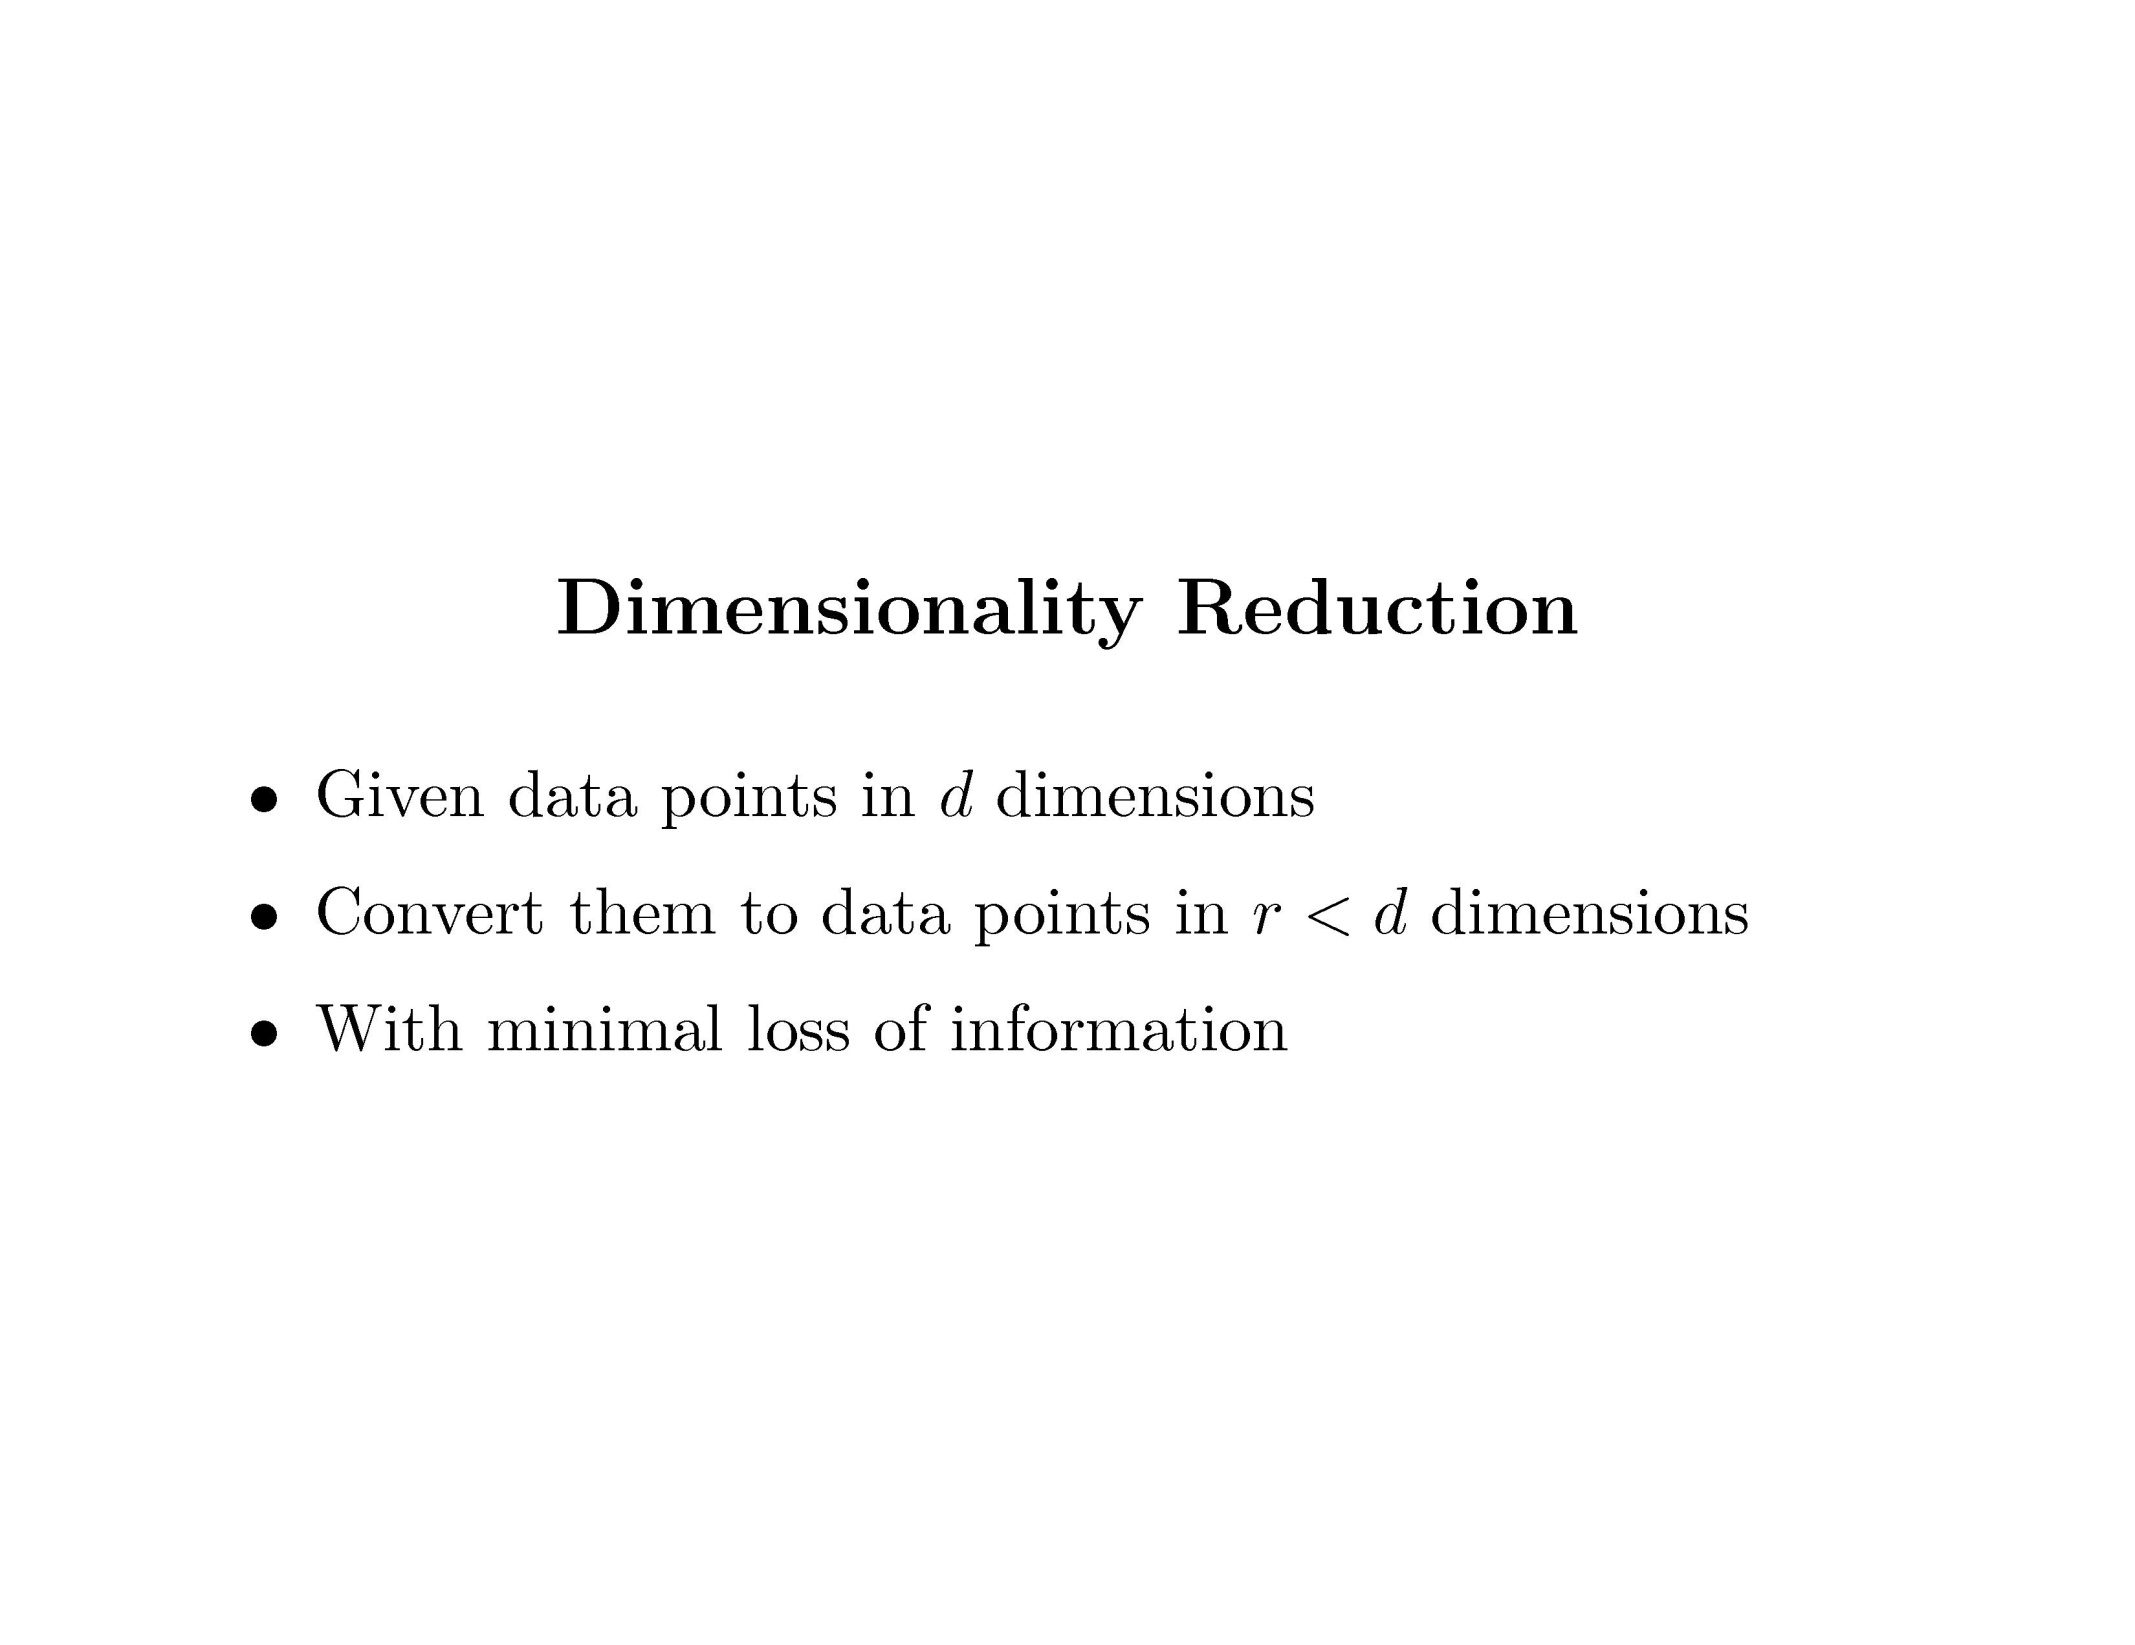 Dimensionality Reduction
• Given data points in d dimensions
• Convert them to data points in r < d dimensions
• With minimal loss of information